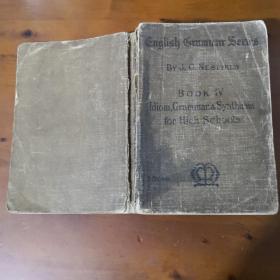 English Grammar Series
BY J. C. NESFIELD
BOOK IV
Idiom, Grammar & Synthesis
for High Schools